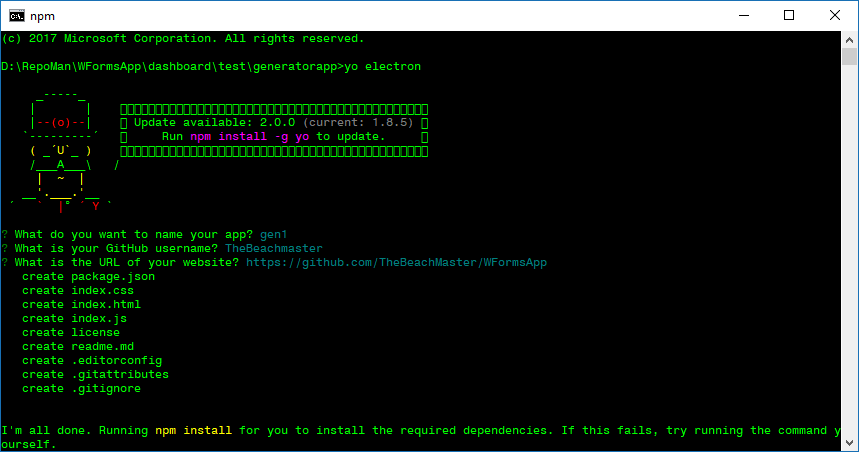 npm
(c) 2017 Microsoft Corporation. All rights reserved.
D:\RepoMan\WFormsApp\dashboard\test\generatorapp>yo electron
     _-----_
    |       |
    |--(o)--|    Update available: 2.0.0 (current: 1.8.5)
   `---------´   Run npm install -g yo to update.
    ( _´U`_ )
    /___A___\   /
     |  ~  |
   __'.___.'__
 ´   `  |° ´ Y `
? What do you want to name your app? gen1
? What is your GitHub username? TheBeachmaster
? What is the URL of your website? https://github.com/TheBeachMaster/WFormsApp
   create package.json
   create index.css
   create index.html
   create index.js
   create license
   create readme.md
   create .editorconfig
   create .gitattributes
   create .gitignore
I'm all done. Running npm install for you to install the required dependencies. If this fails, try running the command y
ourself.